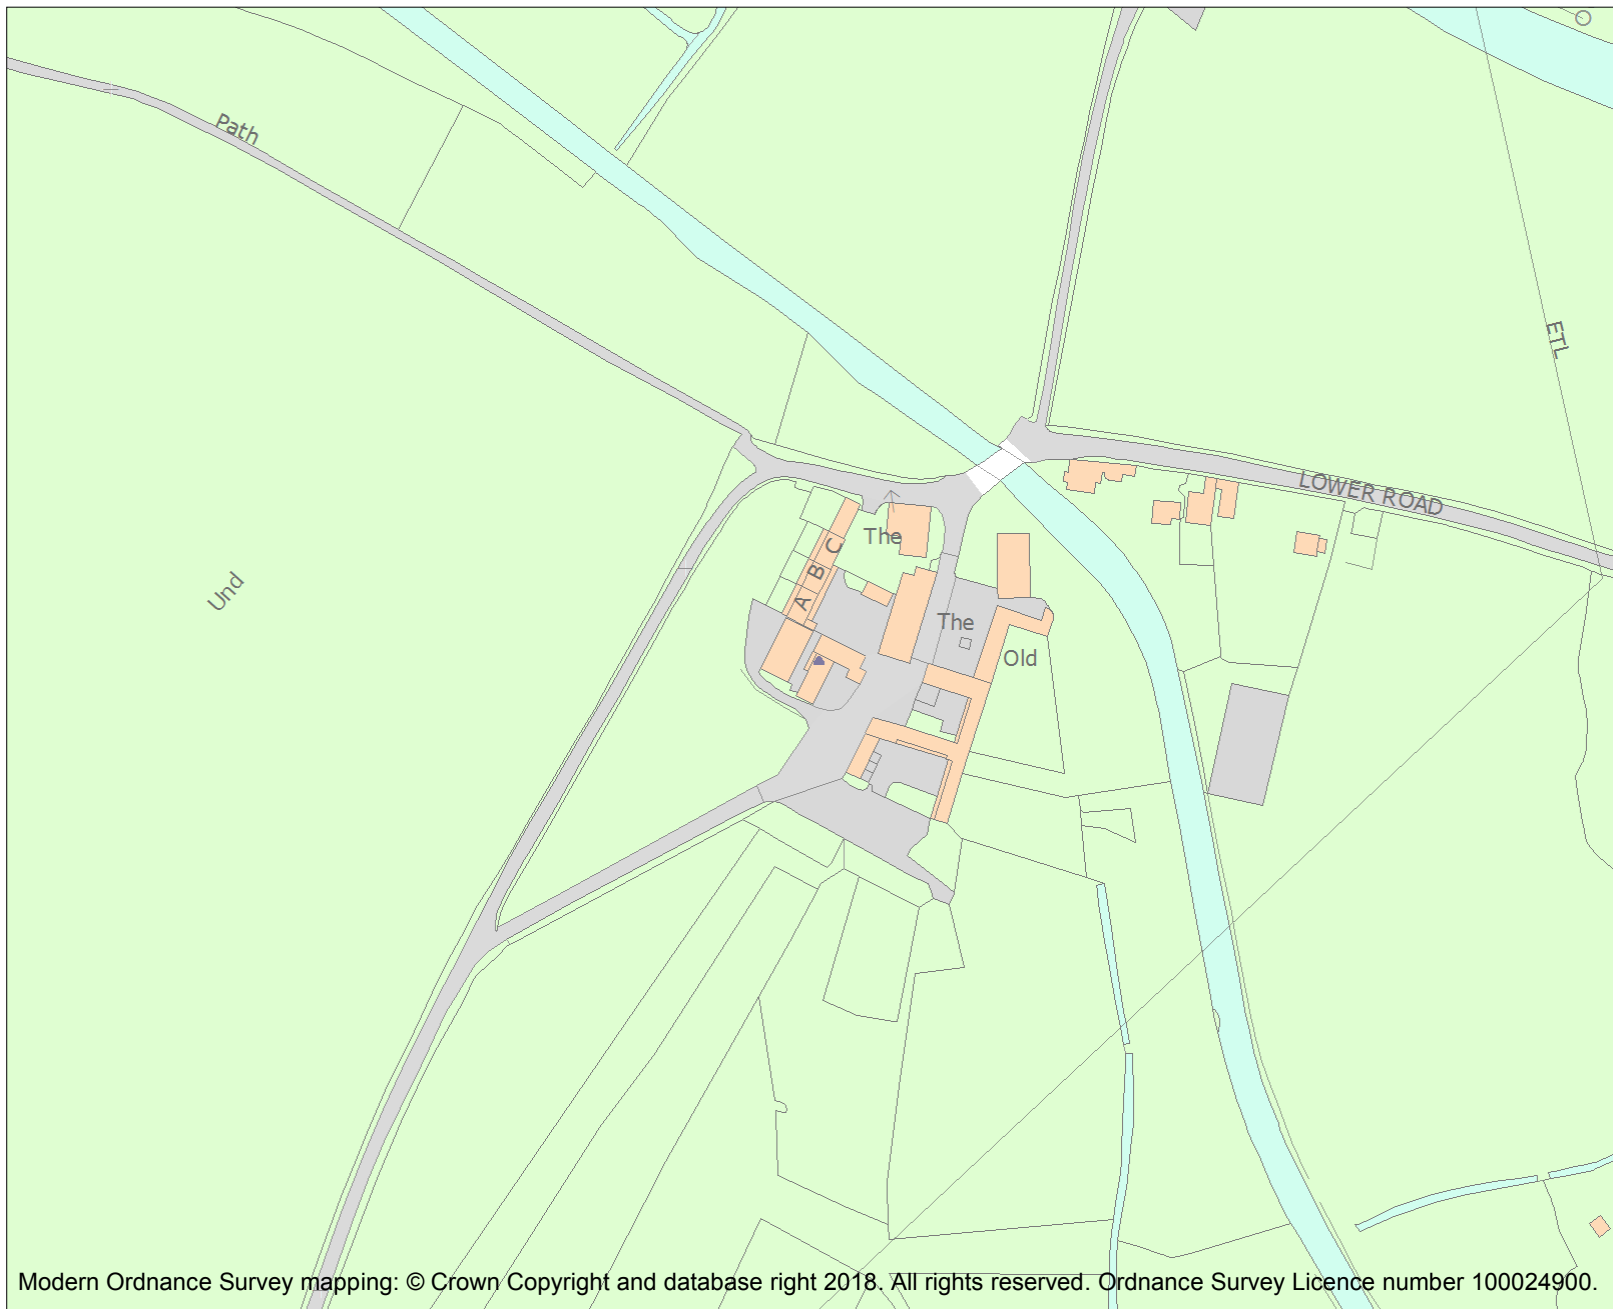 Path
ETL
LOWER ROAD
The
C
B
A
Und
The
Old
Modern Ordnance Survey mapping: © Crown Copyright and database right 2018. All rights reserved. Ordnance Survey Licence number 100024900.